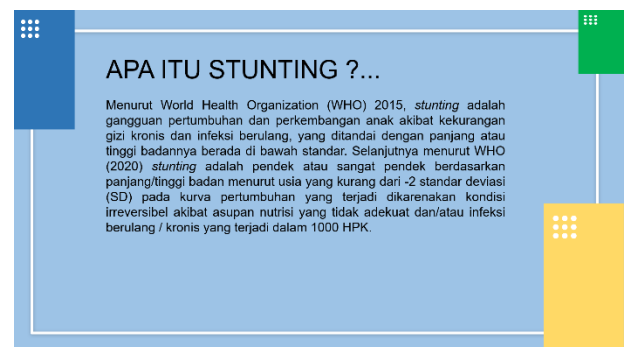 APA ITU STUNTING ?...
Menurut World Health Organization (WHO) 2015, stunting adalah
gangguan pertumbuhan dan perkembangan anak akibat kekurangan
gizi kronis dan infeksi berulang, yang ditandai dengan panjang atau
tinggi badannya berada di bawah standar. Selanjutnya menurut WHO
(2020) stunting adalah pendek atau sangat pendek berdasarkan
panjang/tinggi badan menurut usia yang kurang dari -2 standar deviasi
(SD) pada kurva pertumbuhan yang terjadi dikarenakan kondisi
irreversibel akibat asupan nutrisi yang tidak adekuat dan/atau infeksi
berulang / kronis yang terjadi dalam 1000 HPK.